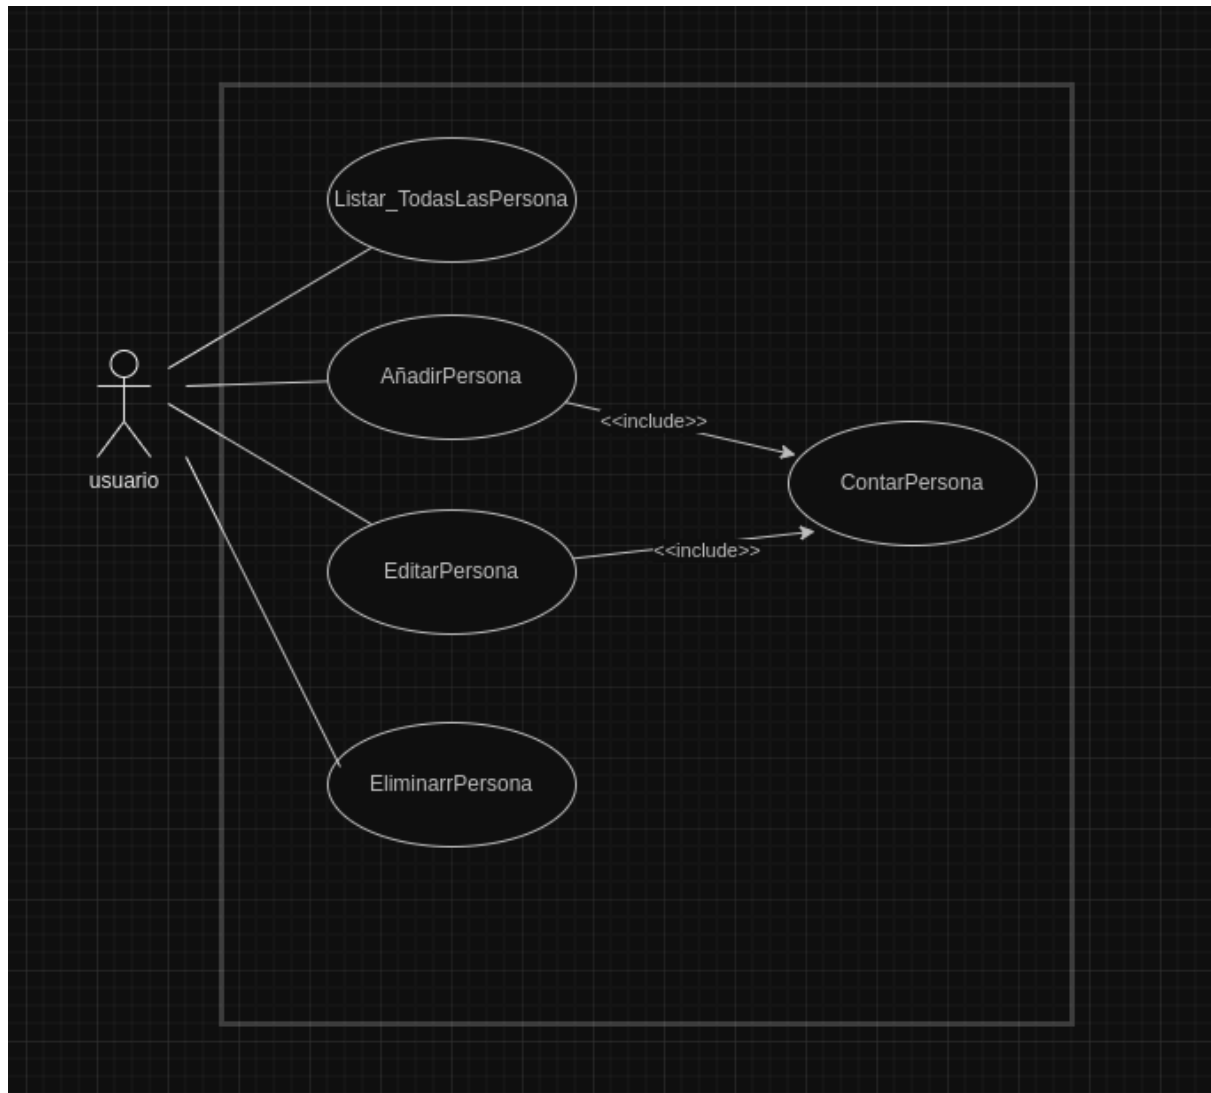 Listar_TodasLasPersona
AñadirPersona
<<include>>
ContarPersona
usuario
<<include>>
EditarPersona
EliminarrPersona